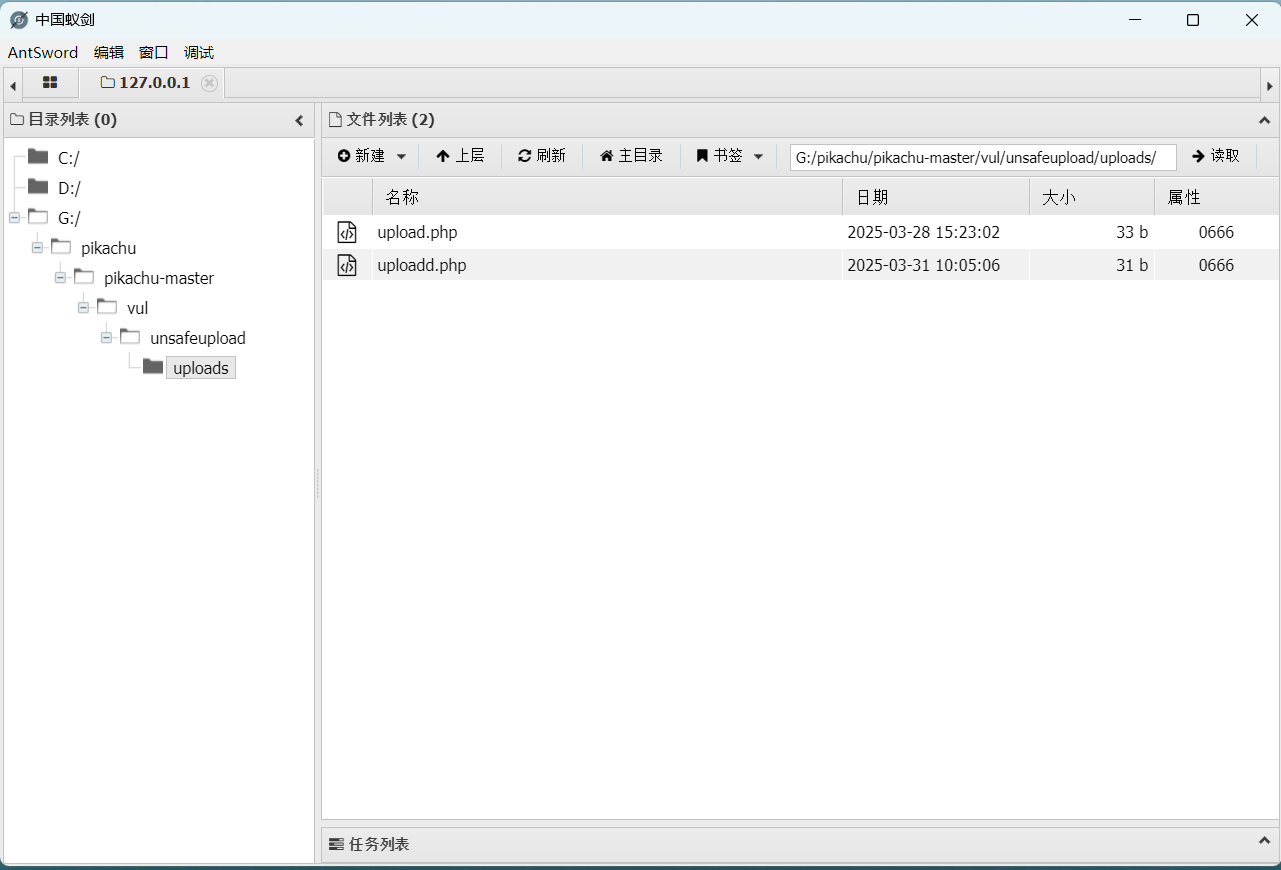 中国蚁剑
AntSword 编辑 窗口 调试
127.0.0.1
目录列表 (0)
C:/
D:/
G:/
pikachu
pikachu-master
vul
unsafeupload
uploads
文件列表 (2)
新建 上层 刷新 主目录 书签 G:/pikachu/pikachu-master/vul/unsafeupload/uploads/ 读取
名称 日期 大小 属性
upload.php 2025-03-28 15:23:02 33 b 0666
uploadd.php 2025-03-31 10:05:06 31 b 0666
任务列表